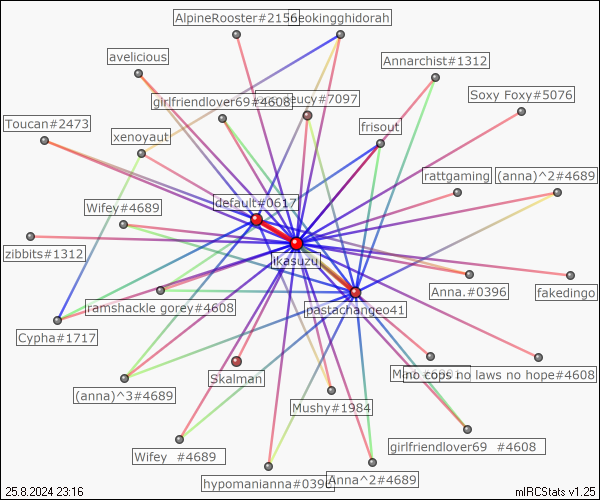 AlpineRooster#2156
eokingghidorah
avelicious
Annarchist#1312
girlfriendlover69#4608
eucy#7097
Soxy Foxy#5076
Toucan#2473
xenoyaut
frisout
rattgaming
(anna)^2#4689
default#0617
Wifey#4689
zibbits#1312
ikasuzu
Anna.#0396
fakedingo
ramshackle gorey#4608
pastachangeo41
Cypha#1717
no cops no laws no hope#4608
Skalman
(anna)^3#4689
Mushy#1984
girlfriendlover69 #4608
Wifey #4689
hypomanianna#0396
Anna^2#4689
25.8.2024 23:16
mIRCStats v1.25